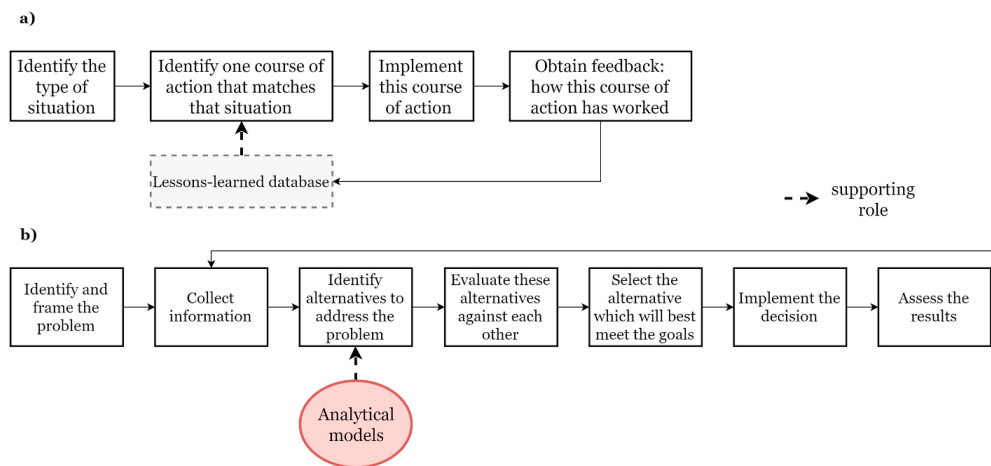 a)
Identify the
type of
situation
Identify one course of
action that matches
that situation
Implement
this course
of action
Obtain feedback:
how this course of
action has worked
Lessons-learned database
supporting
role
b)
Identify and
frame the
problem
Collect
information
Identify
alternatives to
address the
problem
Evaluate these
alternatives
against each
other
Select the
alternative
which will best
meet the goals
Implement the
decision
Assess the
results
Analytical
models